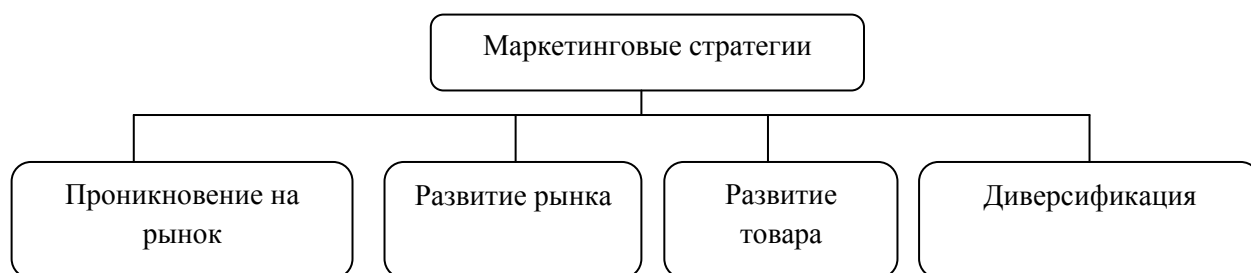 Маркетинговые стратегии
Проникновение на
рынок
Развитие рынка
Развитие
товара
Диверсификация